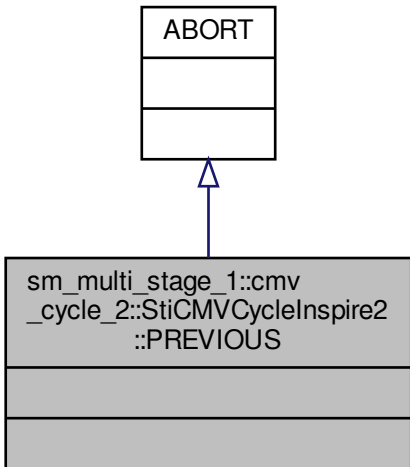 ABORT
sm_multi_stage_1::cmv
_cycle_2::StiCMVCycleInspire2
::PREVIOUS